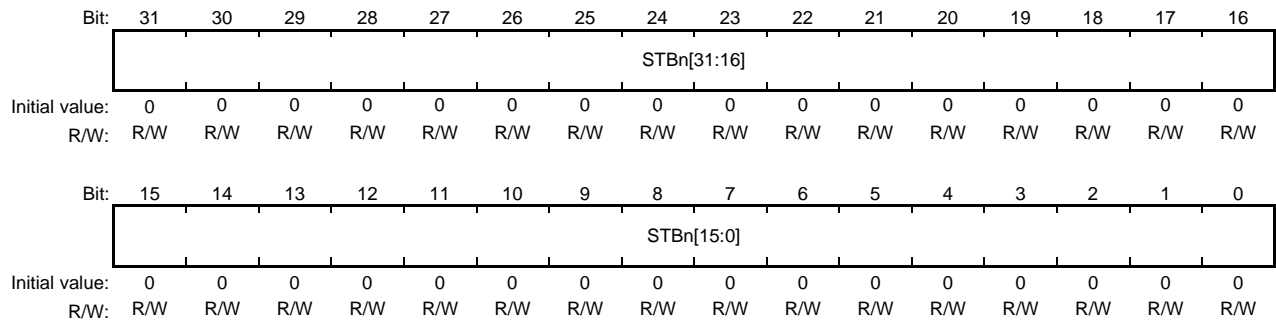 Bit: 31 30 29 28 27 26 25 24 23 22 21 20 19 18 17 16
STBn[31:16]
Initial value: 0 0 0 0 0 0 0 0 0 0 0 0 0 0 0 0
R/W: R/W R/W R/W R/W R/W R/W R/W R/W R/W R/W R/W R/W R/W R/W R/W R/W
Bit: 15 14 13 12 11 10 9 8 7 6 5 4 3 2 1 0
STBn[15:0]
Initial value: 0 0 0 0 0 0 0 0 0 0 0 0 0 0 0 0
R/W: R/W R/W R/W R/W R/W R/W R/W R/W R/W R/W R/W R/W R/W R/W R/W R/W